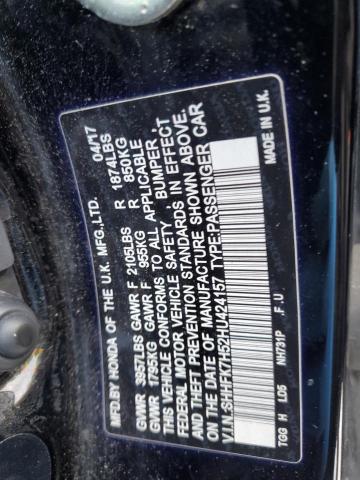 MFD.BY HONDA OF THE U.K. MFG.,LTD. 04/17
GVWR 3957LBS GAWR F 2105LBS R 1874LBS
GVWR 1795KG GAWR F 955KG R 850KG
THIS VEHICLE CONFORMS TO ALL APPLICABLE
FEDERAL MOTOR VEHICLE SAFETY, BUMPER,
AND THEFT PREVENTION STANDARDS IN EFFECT
ON THE DATE OF MANUFACTURE SHOWN ABOVE.
V.I.N.:SHHFK7H52HU424157 TYPE:PASSENGER CAR
TGG H L05 NH731P .F.U MADE IN U.K.